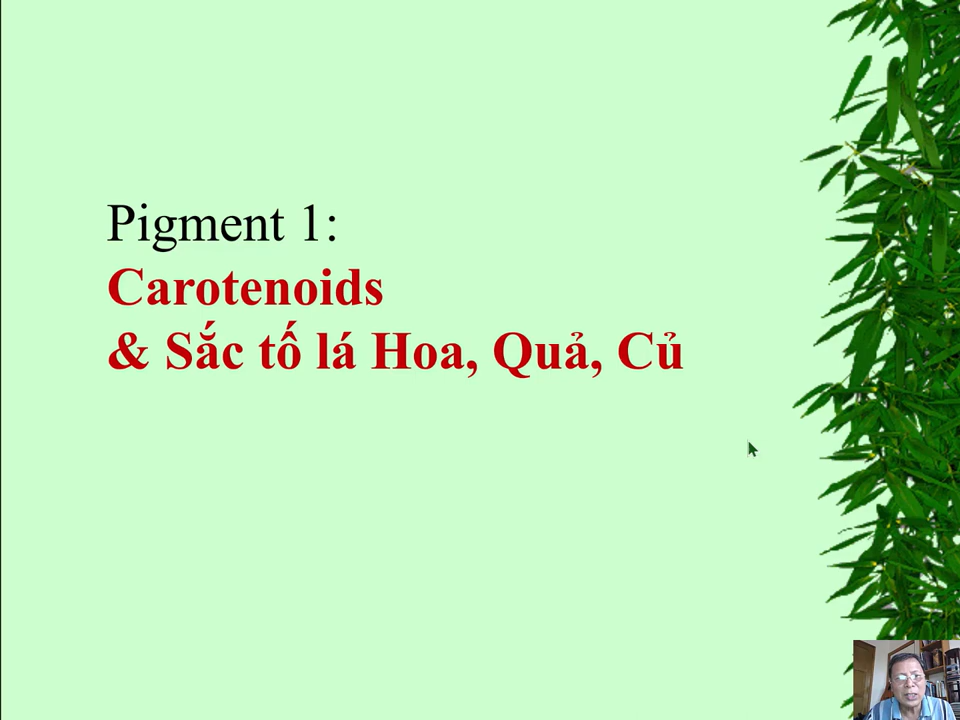 Pigment 1:
Carotenoids
& Sắc tố lá Hoa, Quả, Củ